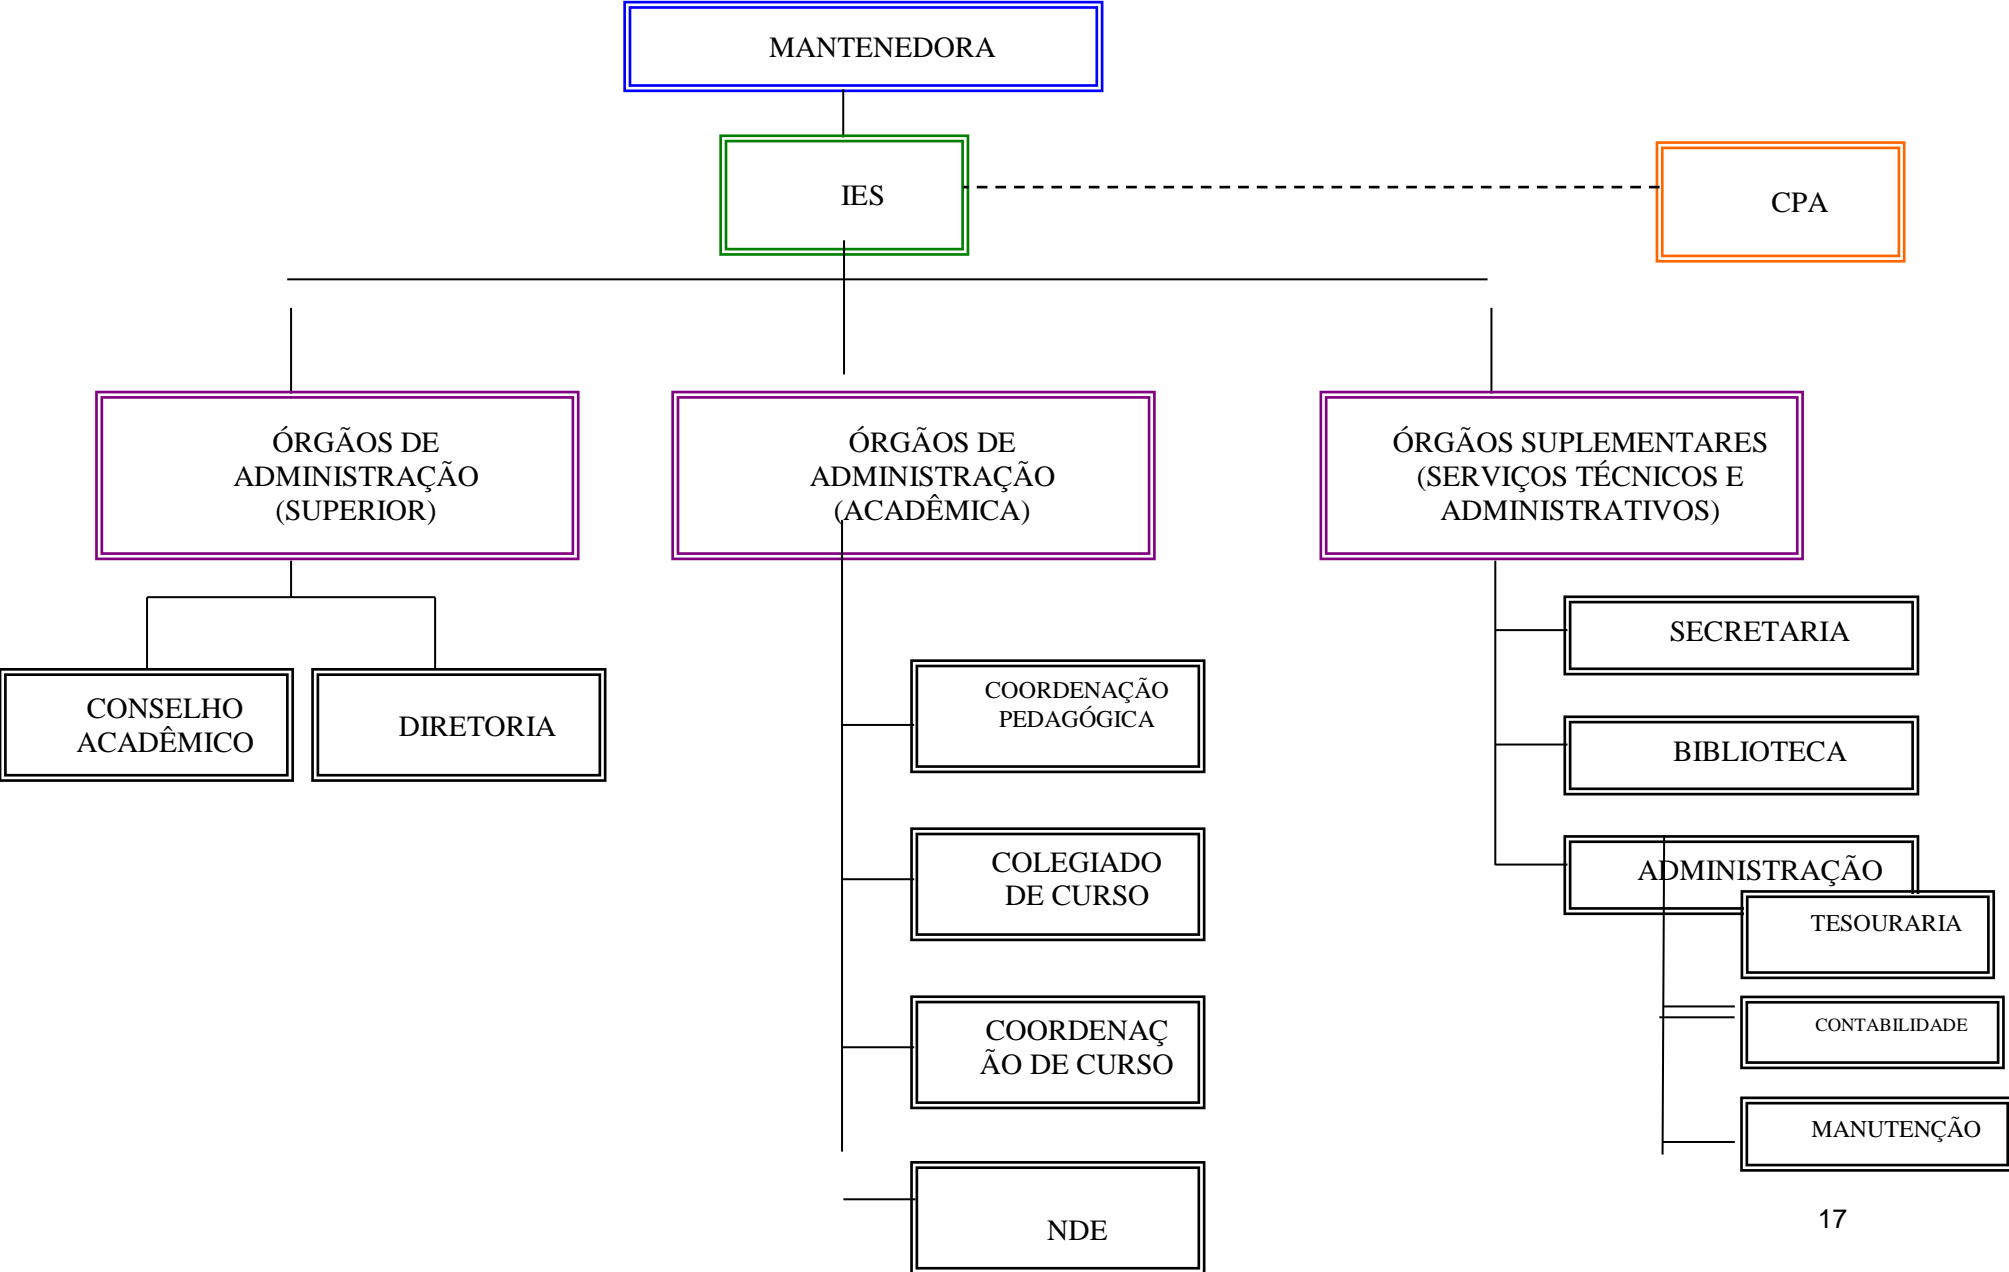 MANTENEDORA
IES
CPA
ÓRGÃOS DE
ADMINISTRAÇÃO
(SUPERIOR)
ÓRGÃOS DE
ADMINISTRAÇÃO
(ACADÊMICA)
ÓRGÃOS SUPLEMENTARES
(SERVIÇOS TÉCNICOS E
ADMINISTRATIVOS)
CONSELHO
ACADÊMICO
DIRETORIA
COORDENAÇÃO
PEDAGÓGICA
COLEGIADO
DE CURSO
COORDENAÇ
ÃO DE CURSO
NDE
SECRETARIA
BIBLIOTECA
ADMINISTRAÇÃO
TESOURARIA
CONTABILIDADE
MANUTENÇÃO
17